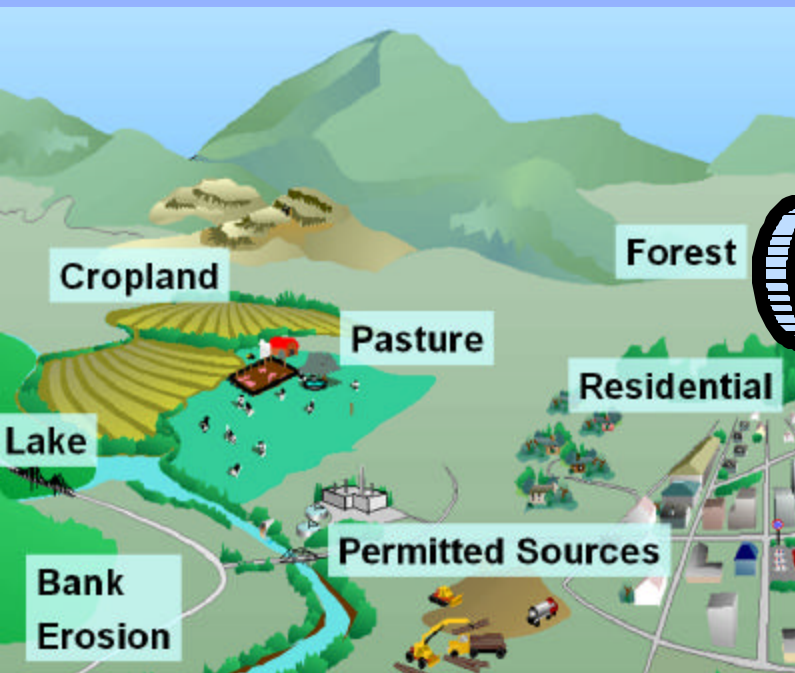 Forest
Cropland
Pasture
Residential
Lake
Permitted Sources
Bank
Erosion